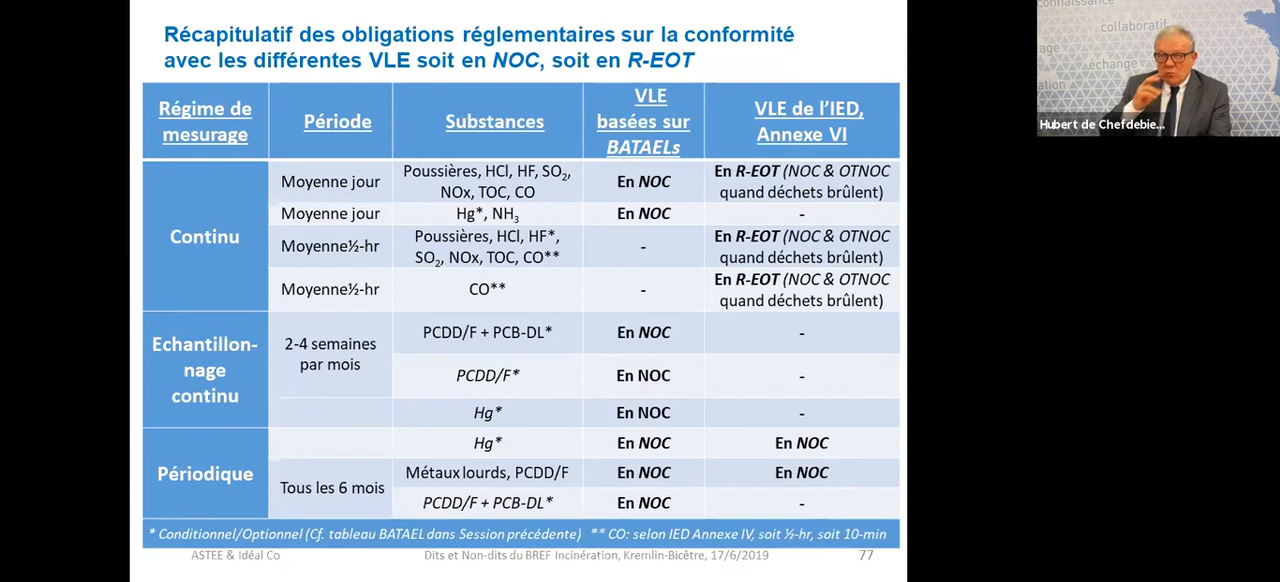 Récapitulatif des obligations réglementaires sur la conformité
avec les différentes VLE soit en NOC, soit en R-EOT
Régime de
mesurage
Période
Substances
VLE
basées sur
BATAELs
VLE de l'IED,
Annexe VI
Continu
Moyenne jour
Poussières, HCl, HF, SO2,
NOx, TOC, CO
En NOC
En R-EOT (NOC & OTNOC
quand déchets brûlent)
Moyenne jour
Hg*, NH3
En NOC
-
Moyenne½-hr
Poussières, HCl, HF*,
SO2, NOx, TOC, CO**
-
En R-EOT (NOC & OTNOC
quand déchets brûlent)
Moyenne½-hr
CO**
-
En R-EOT (NOC & OTNOC
quand déchets brûlent)
Echantillon-
nage
continu
2-4 semaines
par mois
PCDD/F + PCB-DL*
En NOC
-
PCDD/F*
En NOC
-
Hg*
En NOC
-
Périodique
Hg*
En NOC
En NOC
Tous les 6 mois
Métaux lourds, PCDD/F
En NOC
En NOC
PCDD/F + PCB-DL*
En NOC
-
* Conditionnel/Optionnel (Cf. tableau BATAEL dans Session précédente) ** CO: selon IED Annexe IV, soit ½-hr, soit 10-min
ASTEE & Idéal Co
Dits et Non-dits du BREF Incinération, Kremlin-Bicêtre, 17/6/2019
77
connaissance
collaboratif
échange
Hubert de Chefdebie...